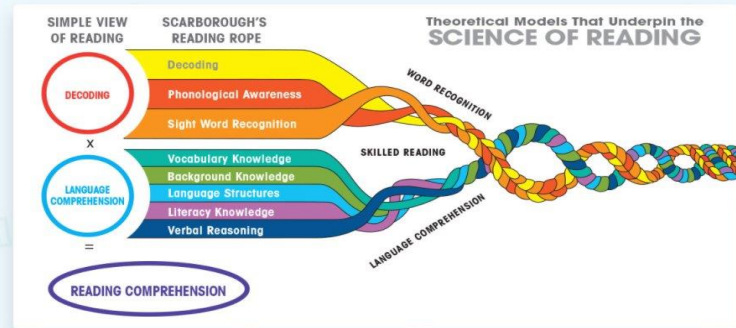 SIMPLE VIEW
OF READING
SCARBOROUGH'S
READING ROPE
Theoretical Models That Underpin the
SCIENCE OF READING
DECODING
x
LANGUAGE
COMPREHENSION
=
READING COMPREHENSION
Decoding
Phonological Awareness
Sight Word Recognition
Vocabulary Knowledge
Background Knowledge
Language Structures
Literacy Knowledge
Verbal Reasoning
WORD RECOGNITION
SKILLED READING
LANGUAGE COMPREHENSION